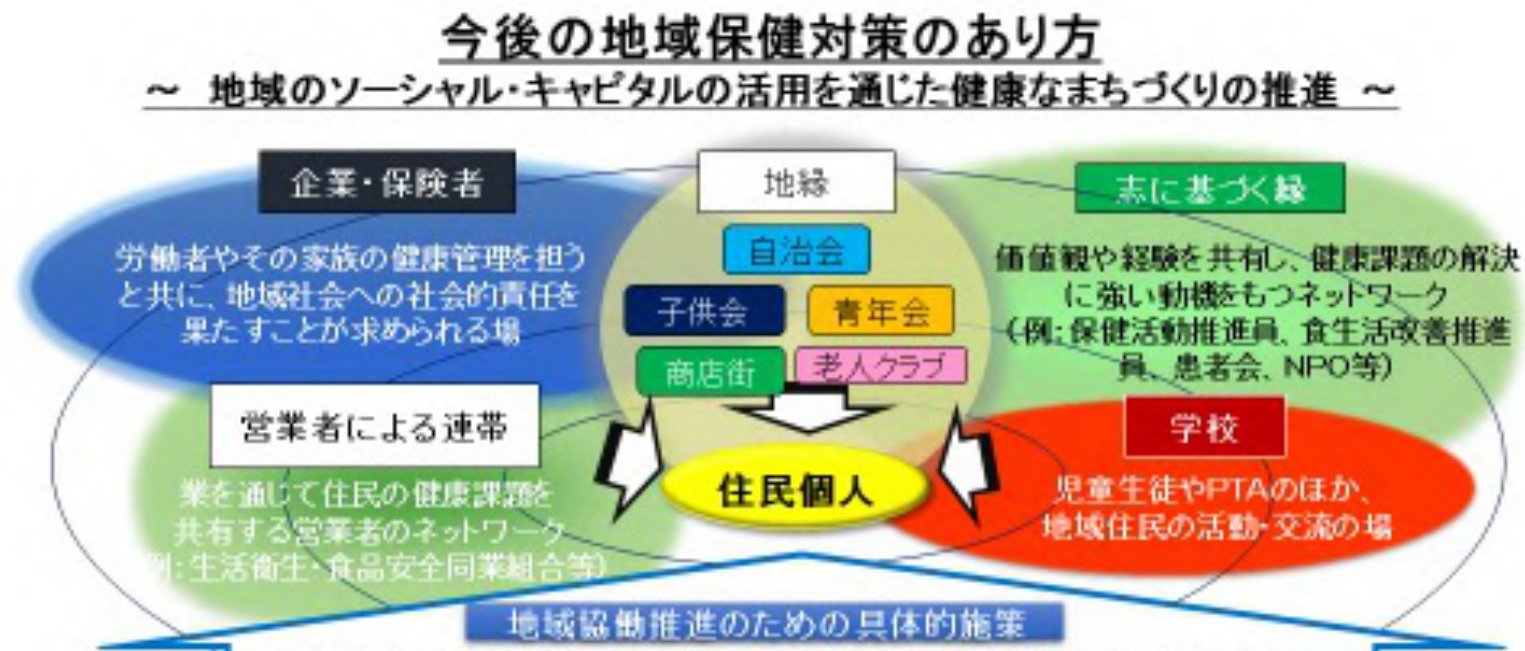 今後の地域保健対策のあり方
～ 地域のソーシャル・キャピタルの活用を通じた健康なまちづくりの推進 ～
企業・保険者
労働者やその家族の健康管理を担う
と共に、地域社会への社会的責任を
果たすことが求められる場
地縁
自治会
子供会
青年会
商店街
老人クラブ
志に基づく縁
価値観や経験を共有し、健康課題の解決
に強い動機をもつネットワーク
（例：保健活動推進員、食生活改善推進
員、患者会、NPO等）
営業者による連帯
業を通じて住民の健康課題を
共有する営業者のネットワーク
例：生活衛生・食品安全同業組合等）
住民個人
学校
児童生徒やPTAのほか、
地域住民の活動・交流の場
地域協働推進のための具体的施策